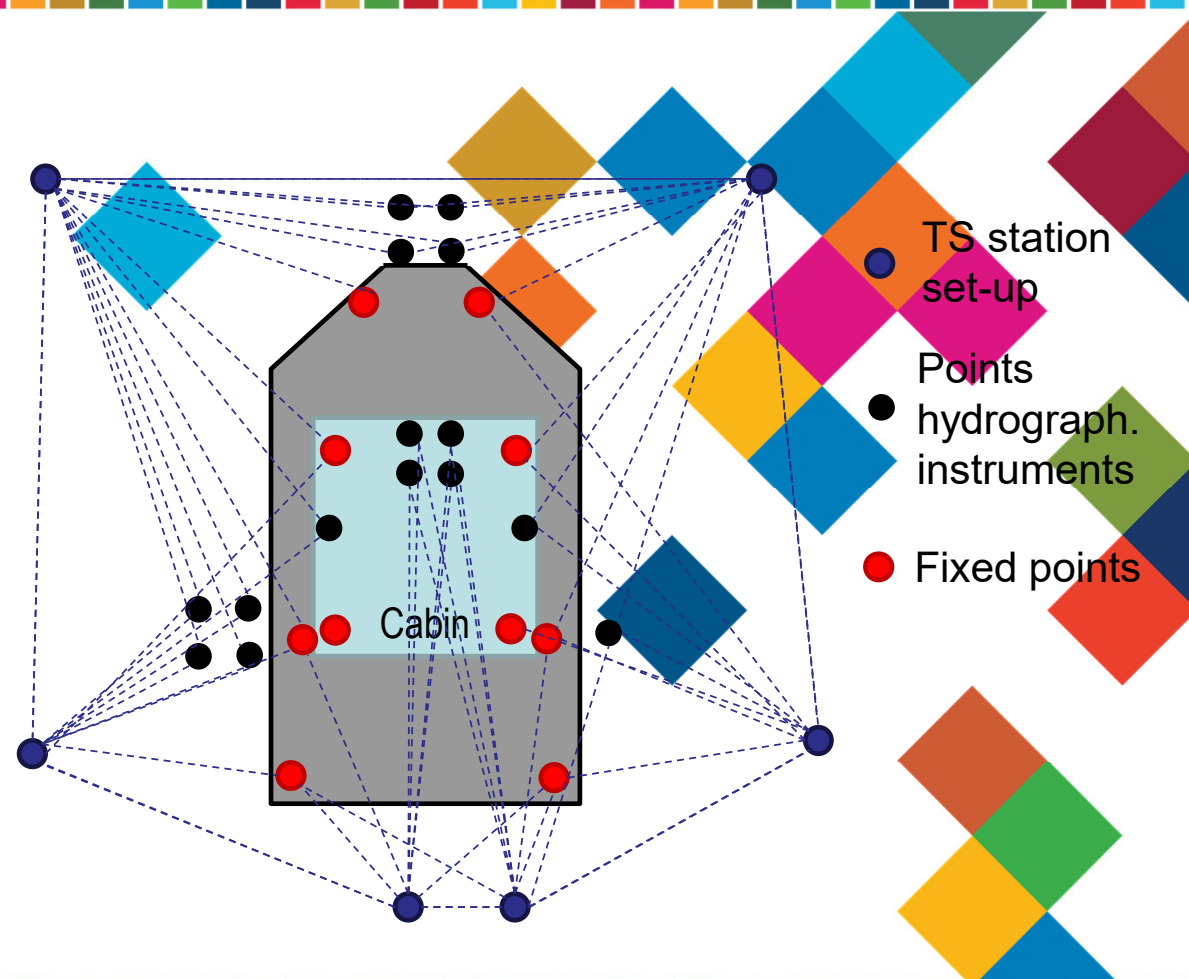 TS station
set-up
Points
hydrograph.
instruments
Fixed points
Cabin